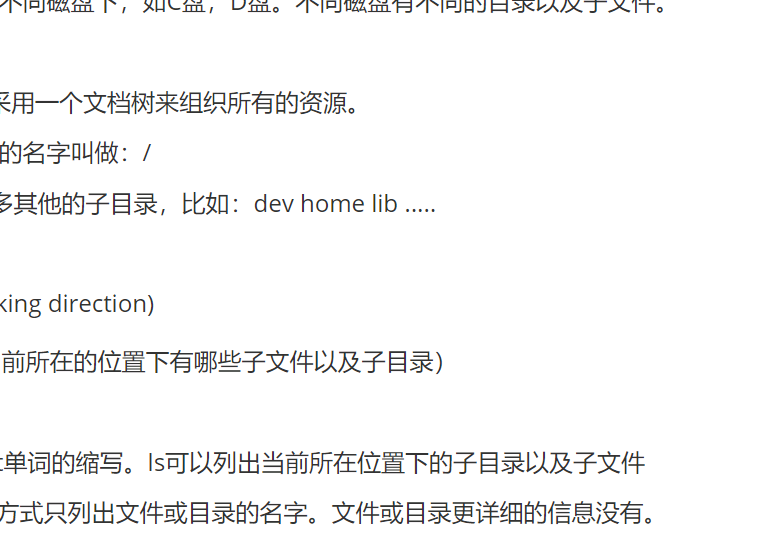 不同磁盘下，如C盘，D盘。不同磁盘有不同的目录以及子文件。
采用一个文档树来组织所有的资源。
的名字叫做：/
多其他的子目录，比如：dev home lib .....
king direction)
前所在的位置下有哪些子文件以及子目录）
单词的缩写。ls可以列出当前所在位置下的子目录以及子文件
方式只列出文件或目录的名字。文件或目录更详细的信息没有。